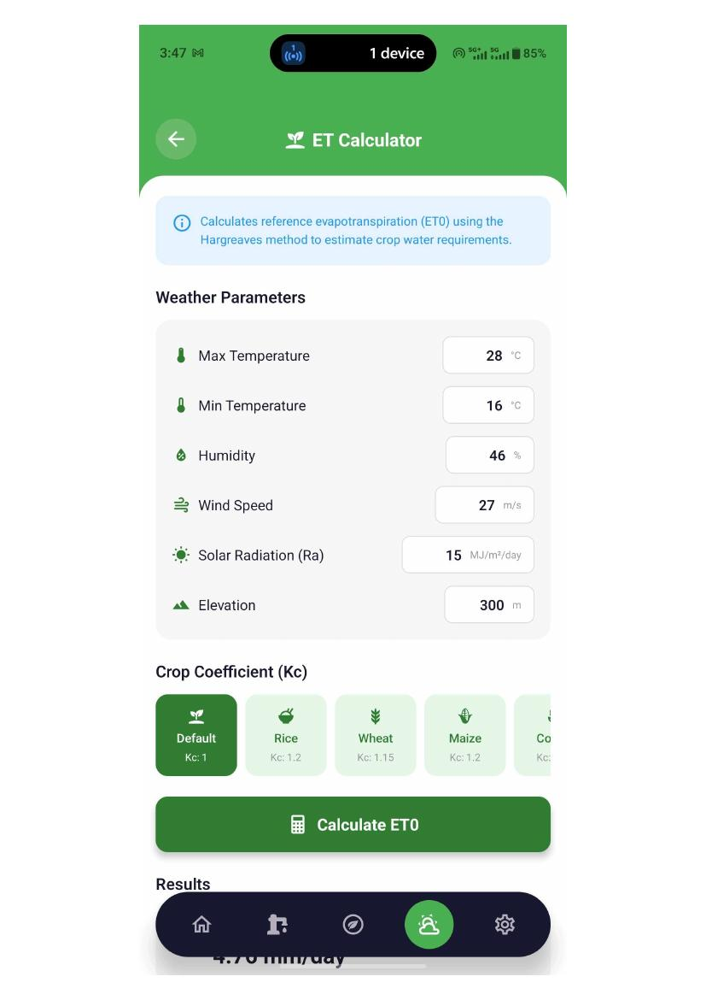 3:47
1
1 device
5G+ 5G 85%
ET Calculator
Calculates reference evapotranspiration (ET0) using the
Hargreaves method to estimate crop water requirements.
Weather Parameters
Max Temperature 28 °C
Min Temperature 16 °C
Humidity 46 %
Wind Speed 27 m/s
Solar Radiation (Ra) 15 MJ/m²/day
Elevation 300 m
Crop Coefficient (Kc)
Default Rice Wheat Maize Co
Kc: 1 Kc: 1.2 Kc: 1.15 Kc: 1.2 Kc:
Calculate ET0
Results
4.76 mm/day